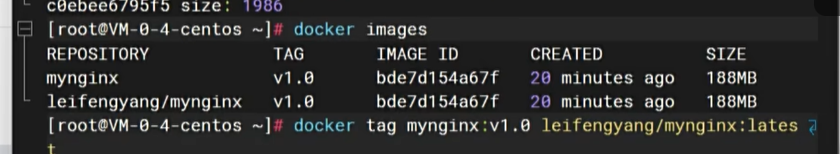 c0ebee6795f5 size: 1986
[root@VM-0-4-centos ~]# docker images
REPOSITORY TAG IMAGE ID CREATED SIZE
mynginx v1.0 bde7d154a67f 20 minutes ago 188MB
leifengyang/mynginx v1.0 bde7d154a67f 20 minutes ago 188MB
[root@VM-0-4-centos ~]# docker tag mynginx:v1.0 leifengyang/mynginx:lates
t